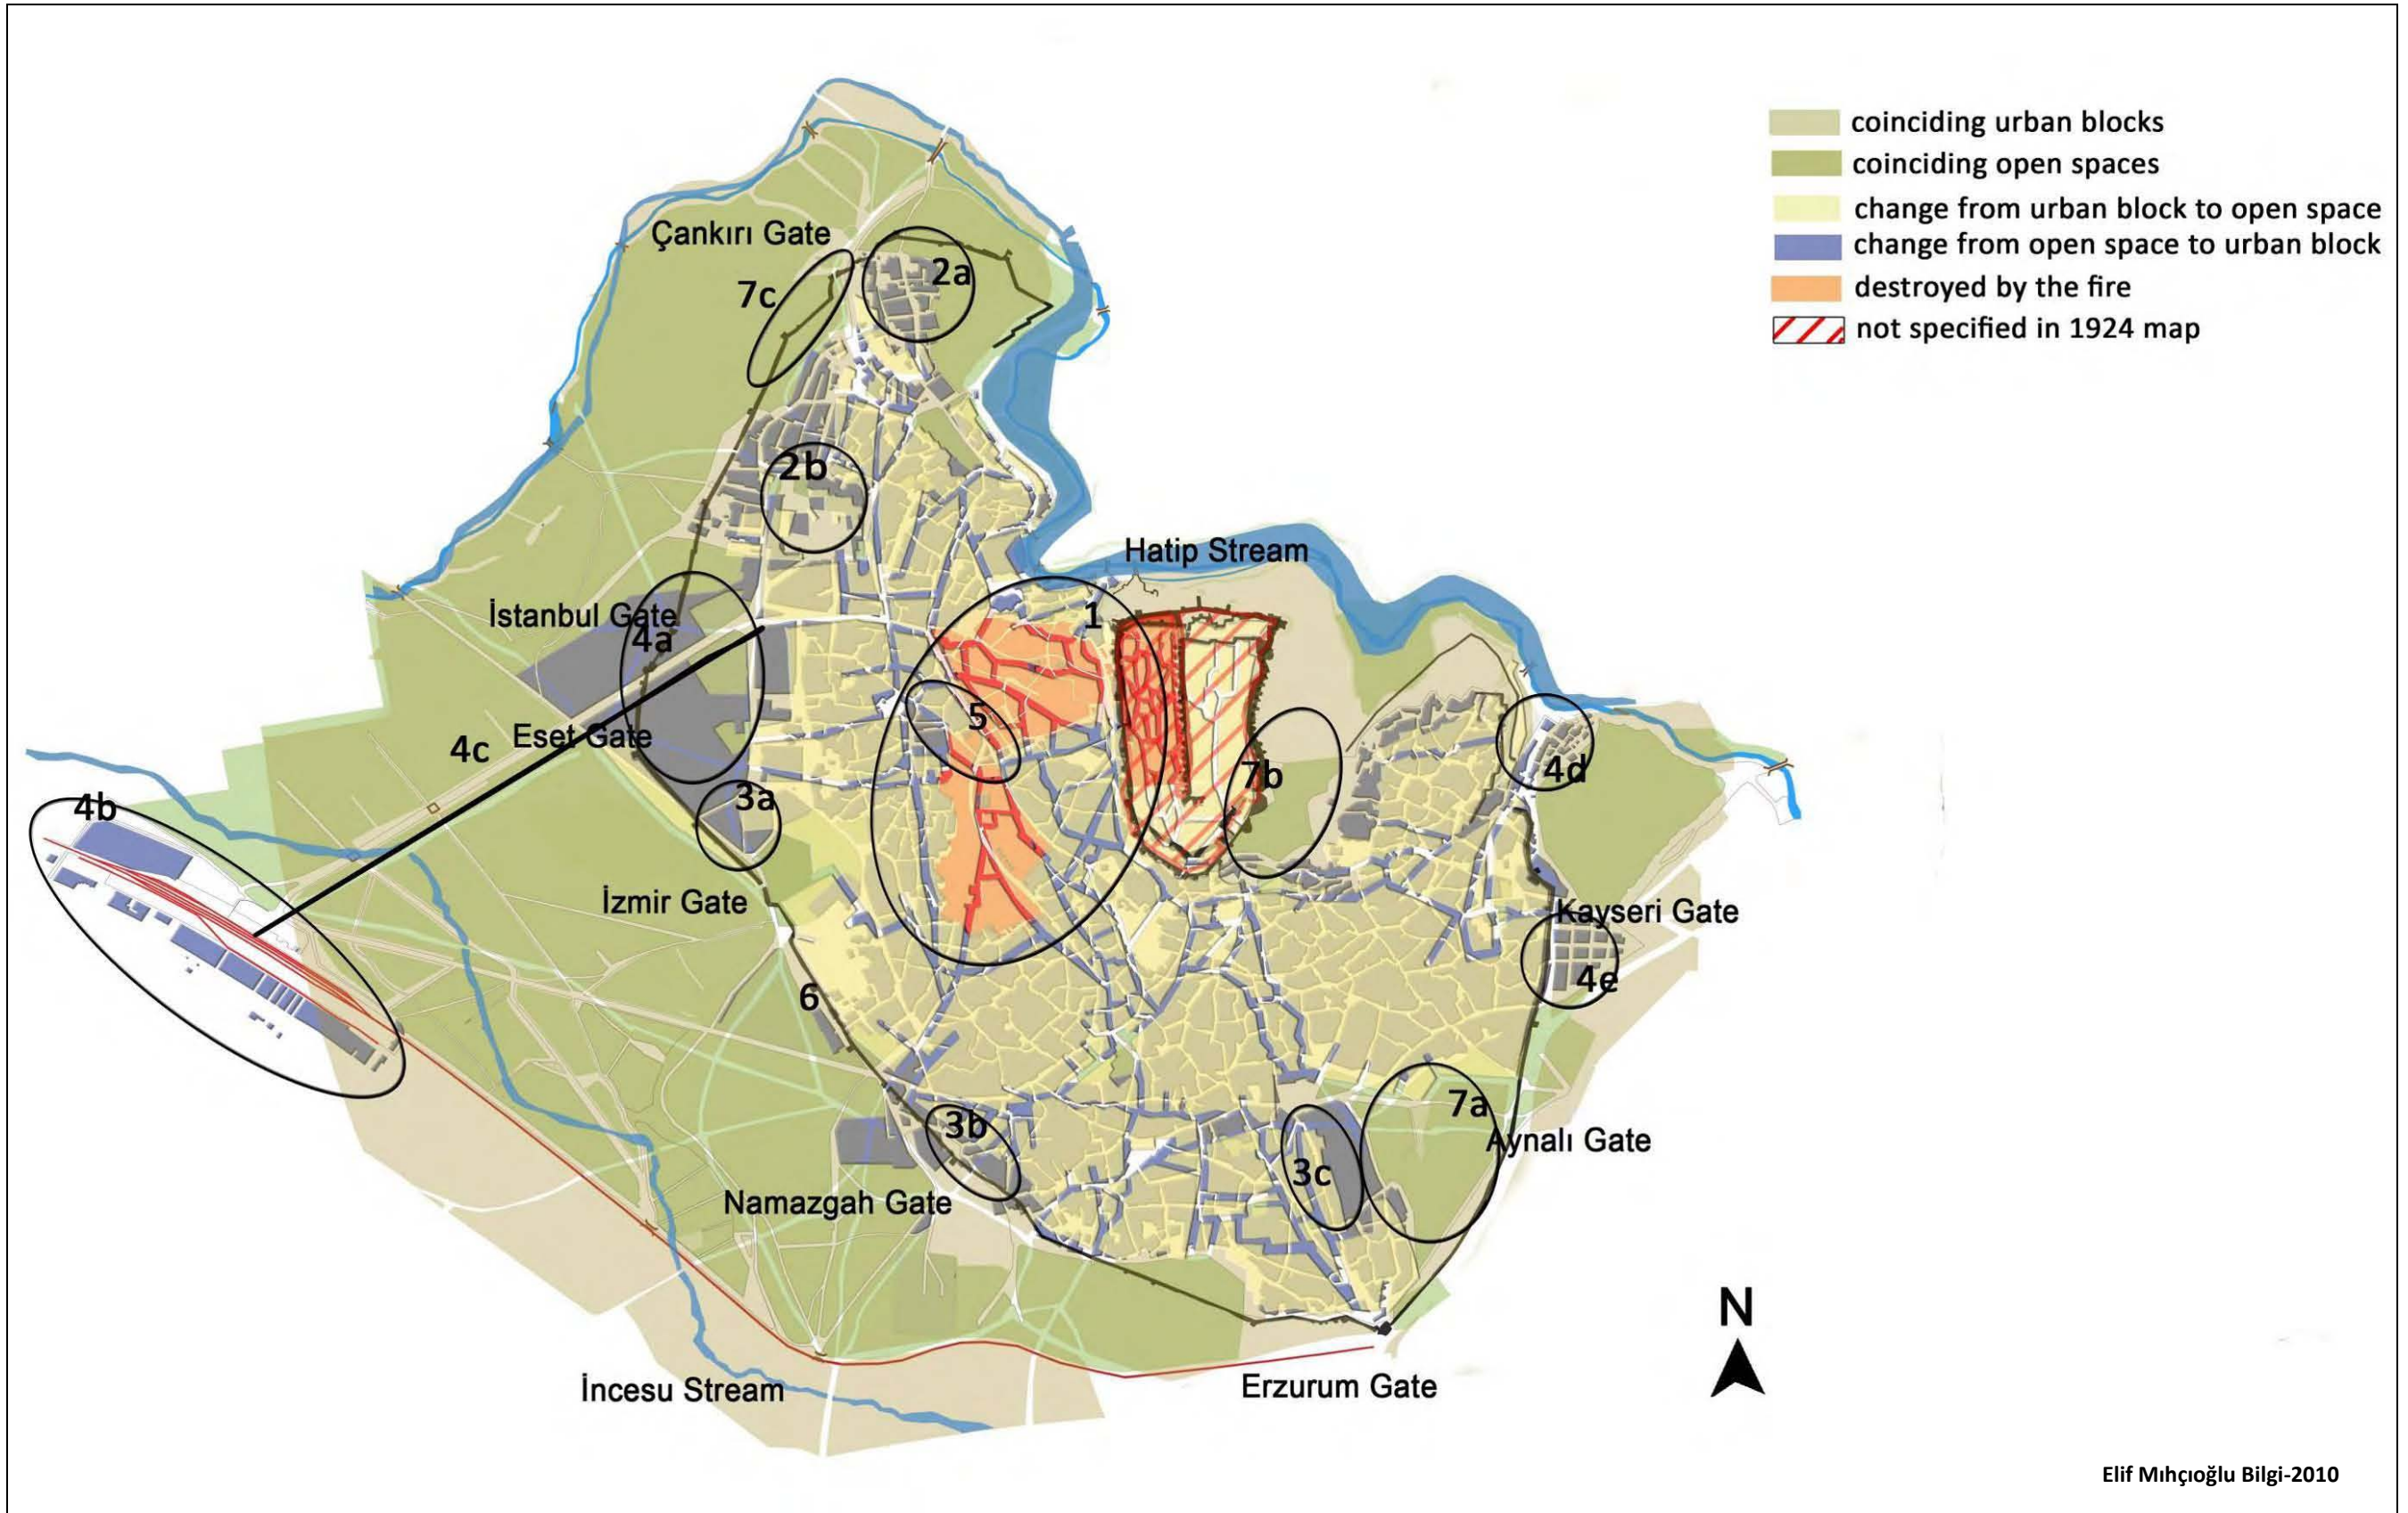 coinciding urban blocks
coinciding open spaces
change from urban block to open space
change from open space to urban block
destroyed by the fire
not specified in 1924 map
Çankırı Gate
2a
7c
2b
Hatip Stream
İstanbul Gate
1
4a
5
Eset Gate
4c
7b
4d
4b
3a
İzmir Gate
Kayseri Gate
4e
6
7a
3b
Aynalı Gate
3c
Namazgah Gate
N
İncesu Stream
Erzurum Gate
Elif Mıhçıoğlu Bilgi-2010